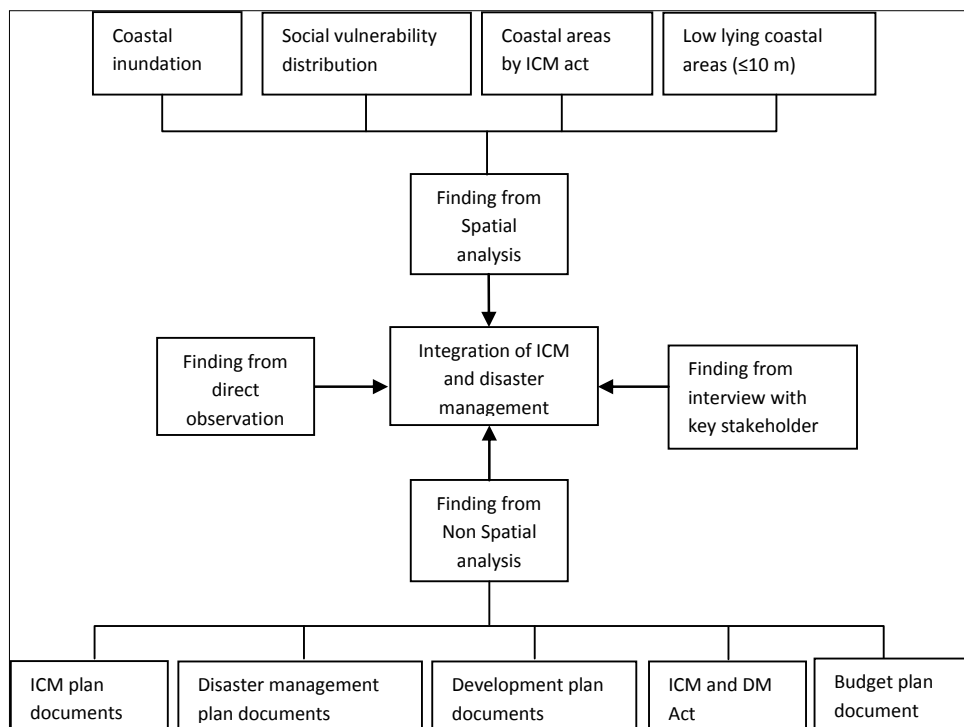 Coastal
inundation
Social vulnerability
distribution
Coastal areas
by ICM act
Low lying coastal
areas (≤10 m)
Finding from
Spatial
analysis
Finding from
direct
observation
Integration of ICM
and disaster
management
Finding from
interview with
key stakeholder
Finding from
Non Spatial
analysis
ICM plan
documents
Disaster management
plan documents
Development plan
documents
ICM and DM
Act
Budget plan
document